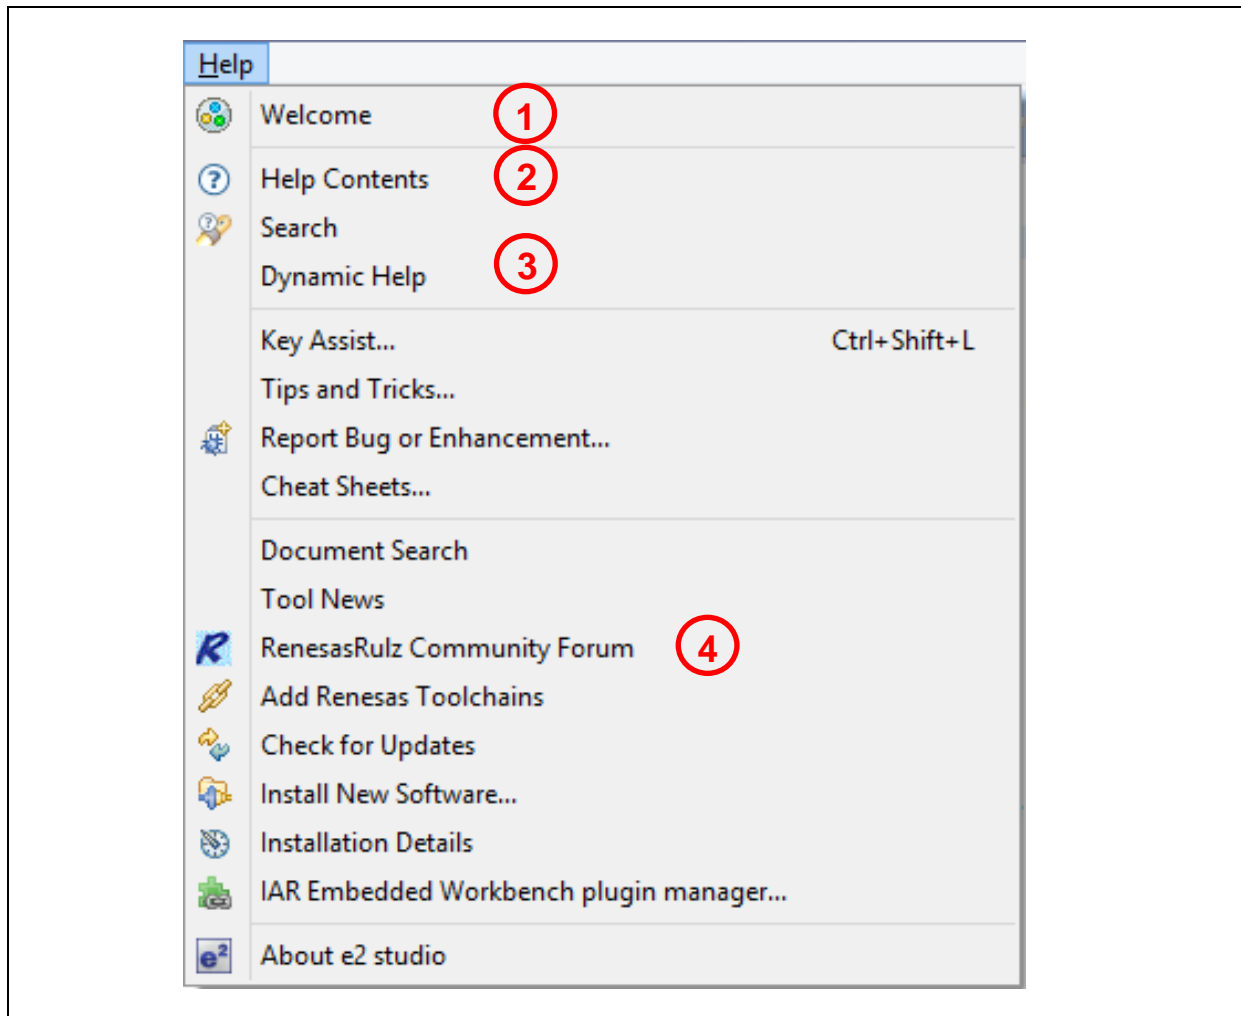 Help
Welcome 1
Help Contents 2
Search
Dynamic Help 3
Key Assist... Ctrl+Shift+L
Tips and Tricks...
Report Bug or Enhancement...
Cheat Sheets...
Document Search
Tool News
R RenesasRulz Community Forum 4
Add Renesas Toolchains
Check for Updates
Install New Software...
Installation Details
IAR Embedded Workbench plugin manager...
e² About e2 studio